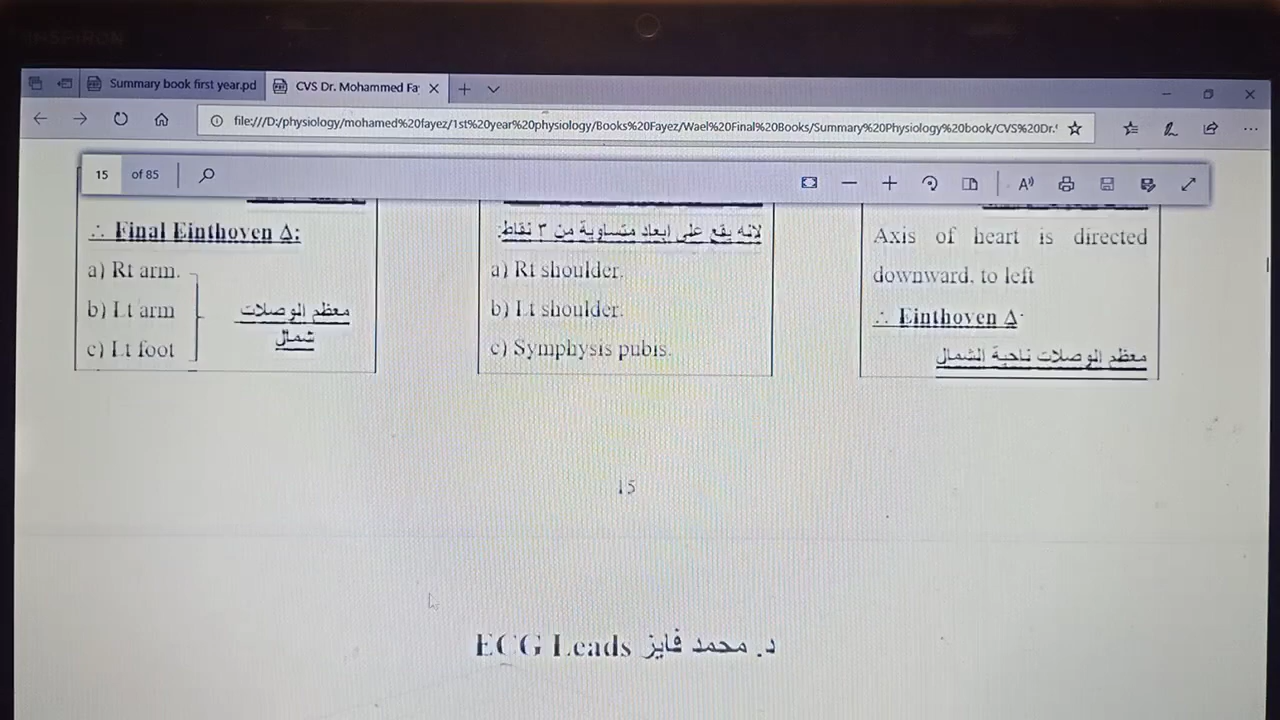 INSPIRON
Summary book first year.pd
CVS Dr. Mohammed Fa
file:///D:/physiology/mohamed%20fayez/1st%20year%20physiology/Books%20Fayez/Wael%20Final%20Books/Summary%20Physiology%20book/CVS%20Dr.
15 of 85
∴ Final Einthoven Δ:
a) Rt arm.
b) Lt arm
c) Lt foot
معظم الوصلات
شمال
لانه يقع على ابعاد متساوية من ٣ نقاط:
a) Rt shoulder.
b) Lt shoulder.
c) Symphysis pubis.
Axis of heart is directed
downward, to left
∴ Einthoven Δ
معظم الوصلات ناحية الشمال
15
ECG Leads د. محمد فايز